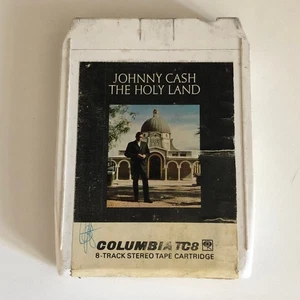 JOHNNY CASH
THE HOLY LAND
COLUMBIA TC8
8-TRACK STEREO TAPE CARTRIDGE